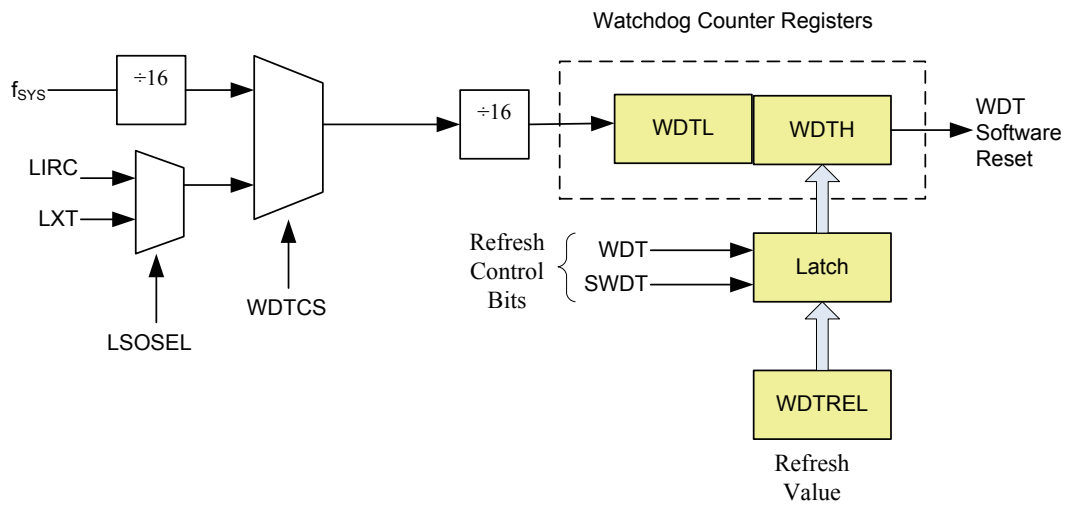 Watchdog Counter Registers
fSYS
÷16
÷16
WDTL
WDTH
WDT
Software
Reset
LIRC
LXT
Refresh
Control
Bits
WDT
SWDT
Latch
WDTCS
LSOSEL
WDTREL
Refresh
Value